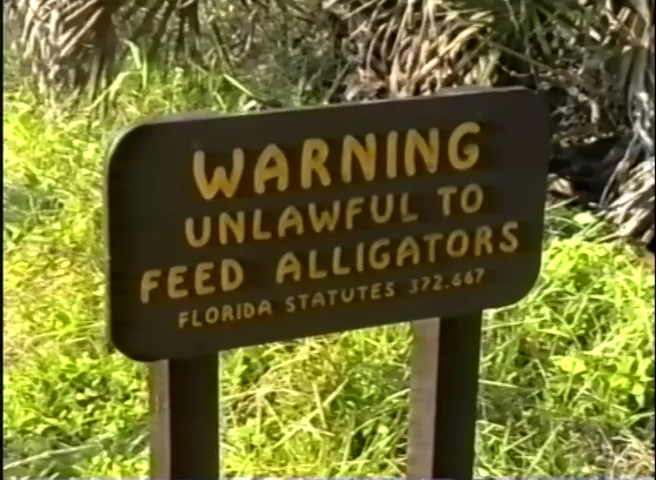 WARNING
UNLAWFUL TO
FEED ALLIGATORS
FLORIDA STATUTES 372.667